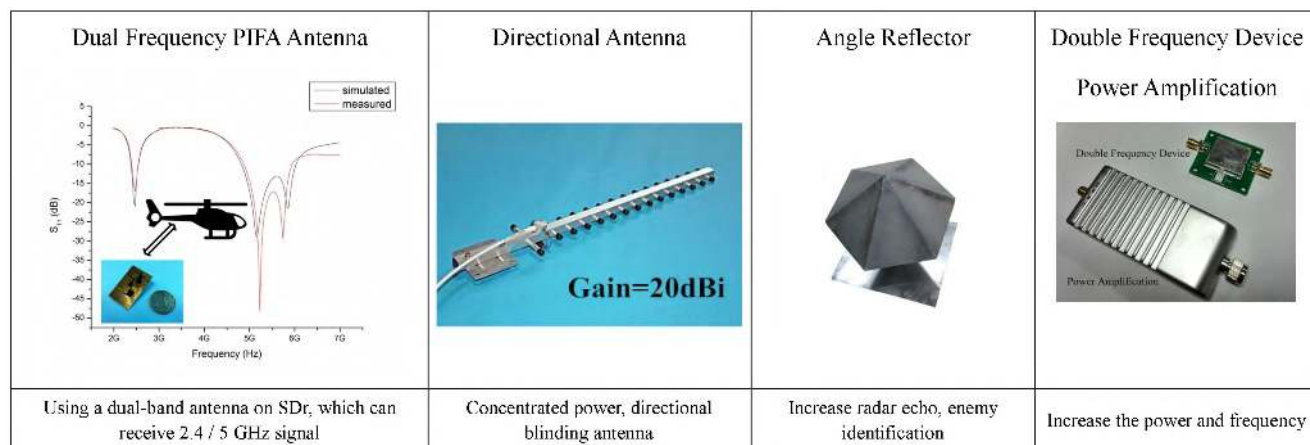 Dual Frequency PIFA Antenna
simulated
measured
5
0
-5
-10
-15
-20
-25
-30
-35
-40
-45
-50
S11, (dB)
2G 3G 4G 5G 6G 7G
Frequency (Hz)
Using a dual-band antenna on SDr, which can
receive 2.4 / 5 GHz signal
Directional Antenna
Gain=20dBi
Concentrated power, directional
blinding antenna
Angle Reflector
Increase radar echo, enemy
identification
Double Frequency Device
Power Amplification
Double Frequency Device
Power Amplification
Increase the power and frequency